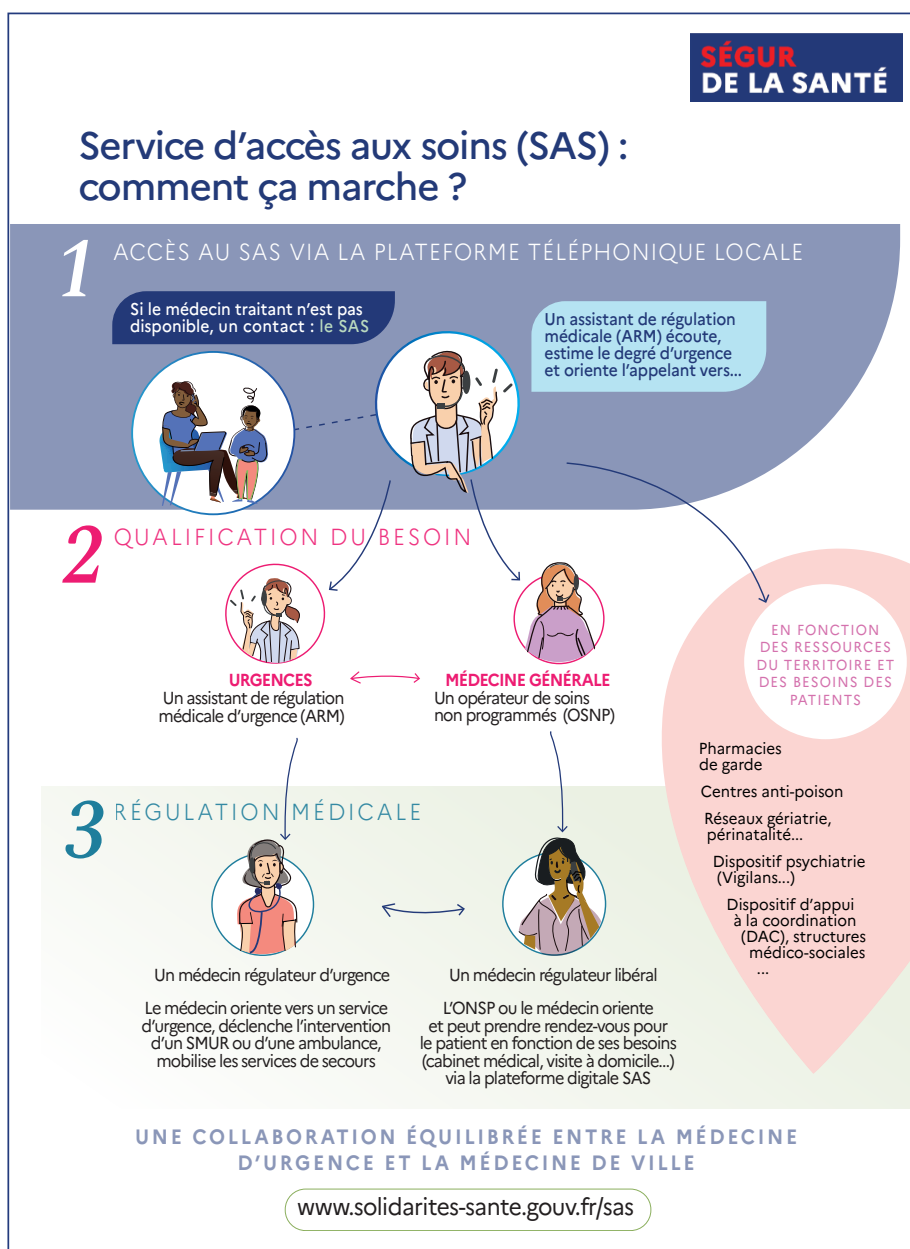 SÉGUR
DE LA SANTÉ
Service d'accès aux soins (SAS) :
comment ça marche ?
1 ACCÈS AU SAS VIA LA PLATEFORME TÉLÉPHONIQUE LOCALE
Si le médecin traitant n'est pas
disponible, un contact : le SAS
Un assistant de régulation
médicale (ARM) écoute,
estime le degré d'urgence
et oriente l'appelant vers...
2 QUALIFICATION DU BESOIN
URGENCES
Un assistant de régulation
médicale d'urgence (ARM)
MÉDECINE GÉNÉRALE
Un opérateur de soins
non programmés (OSNP)
EN FONCTION
DES RESSOURCES
DU TERRITOIRE ET
DES BESOINS DES
PATIENTS
Pharmacies
de garde
Centres anti-poison
Réseaux gériatrie,
périnatalité...
Dispositif psychiatrie
(Vigilans...)
Dispositif d'appui
à la coordination
(DAC), structures
médico-sociales
...
3 RÉGULATION MÉDICALE
Un médecin régulateur d'urgence
Le médecin oriente vers un service
d'urgence, déclenche l'intervention
d'un SMUR ou d'une ambulance,
mobilise les services de secours
Un médecin régulateur libéral
L'ONSP ou le médecin oriente
et peut prendre rendez-vous pour
le patient en fonction de ses besoins
(cabinet médical, visite à domicile...)
via la plateforme digitale SAS
UNE COLLABORATION ÉQUILIBRÉE ENTRE LA MÉDECINE
D'URGENCE ET LA MÉDECINE DE VILLE
www.solidarites-sante.gouv.fr/sas